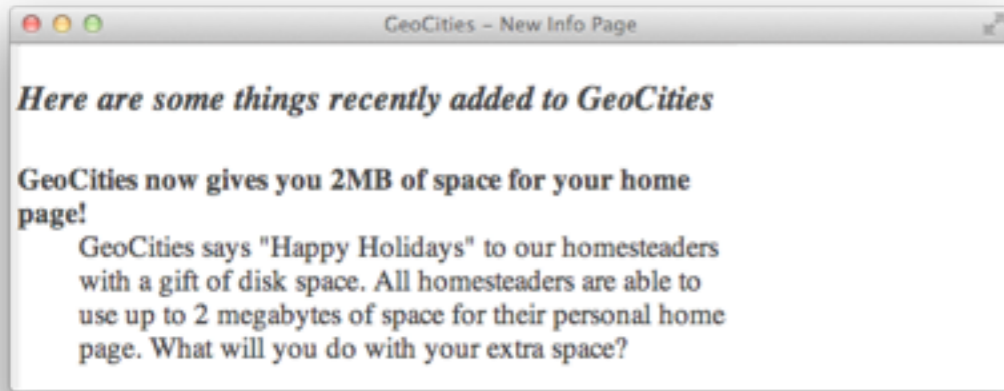 GeoCities – New Info Page
Here are some things recently added to GeoCities
GeoCities now gives you 2MB of space for your home
page!
GeoCities says "Happy Holidays" to our homesteaders
with a gift of disk space. All homesteaders are able to
use up to 2 megabytes of space for their personal home
page. What will you do with your extra space?